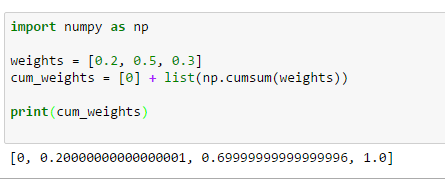 import numpy as np
weights = [0.2, 0.5, 0.3]
cum_weights = [0] + list(np.cumsum(weights))
print(cum_weights)
[0, 0.20000000000000001, 0.69999999999999996, 1.0]